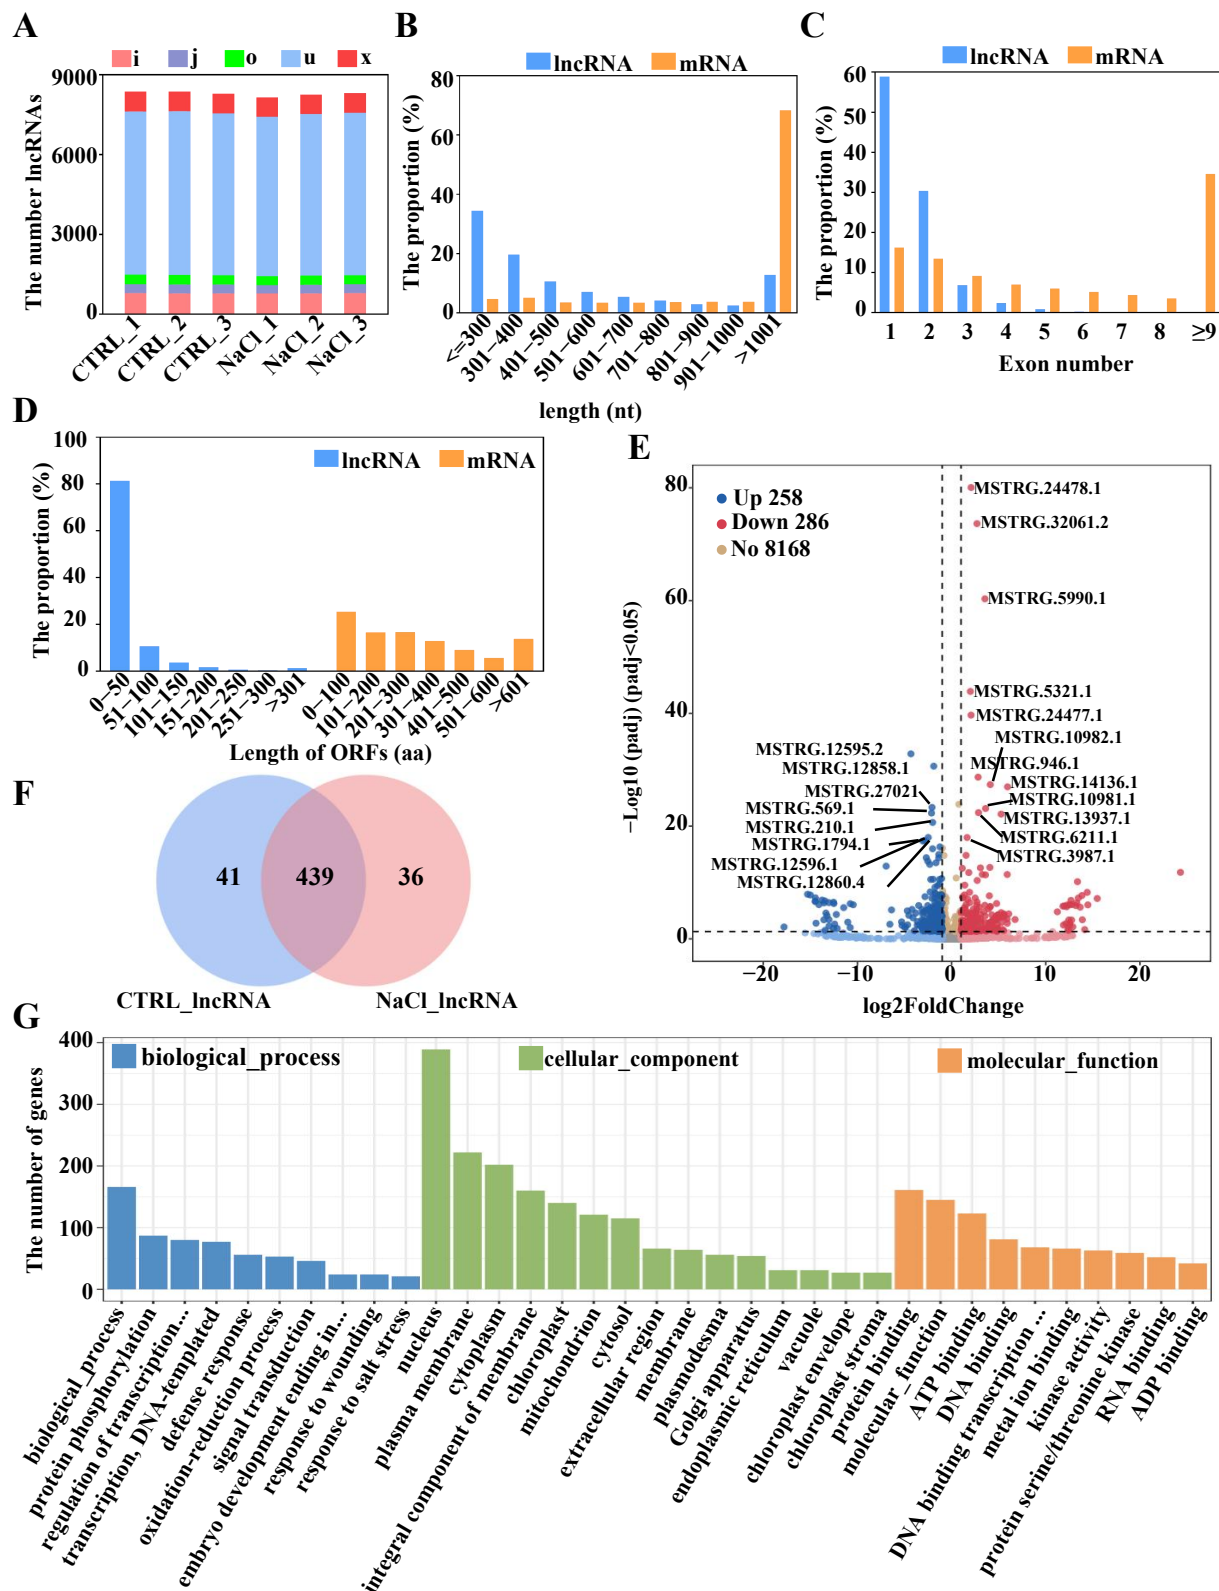 A
i j o u x
The number lncRNAs
9000
6000
3000
0
CTRL_1
CTRL_2
CTRL_3
NaCl_1
NaCl_2
NaCl_3
B
lncRNA mRNA
The proportion (%)
80
60
40
20
0
<=300
301−400
401−500
501−600
601−700
701−800
801−900
901−1000
>1001
length (nt)
C
lncRNA mRNA
The proportion (%)
60
50
40
30
20
10
0
1 2 3 4 5 6 7 8 ≥9
Exon number
D
lncRNA mRNA
The proportion (%)
100
80
60
40
20
0
0−50
51−100
101−150
151−200
201−250
251−300
>301
0−100
101−200
201−300
301−400
401−500
501−600
>601
Length of ORFs (aa)
E
Up 258
Down 286
No 8168
−Log10 (padj) (padj<0.05)
80
60
40
20
0
MSTRG.24478.1
MSTRG.32061.2
MSTRG.5990.1
MSTRG.5321.1
MSTRG.24477.1
MSTRG.10982.1
MSTRG.946.1
MSTRG.14136.1
MSTRG.10981.1
MSTRG.13937.1
MSTRG.6211.1
MSTRG.3987.1
MSTRG.12595.2
MSTRG.12858.1
MSTRG.27021
MSTRG.569.1
MSTRG.210.1
MSTRG.1794.1
MSTRG.12596.1
MSTRG.12860.4
−20 −10 0 10 20
log2FoldChange
F
41 439 36
CTRL_lncRNA NaCl_lncRNA
G
biological_process cellular_component molecular_function
The number of genes
400
300
200
100
0
biological_process
protein phosphorylation
regulation of transcription...
transcription, DNA-templated
defense response
oxidation-reduction process
signal transduction
embryo development ending in...
response to wounding
response to salt stress
nucleus
plasma membrane
cytoplasm
integral component of membrane
chloroplast
mitochondrion
cytosol
extracellular region
membrane
plasmodesma
Golgi apparatus
endoplasmic reticulum
vacuole
chloroplast envelope
chloroplast stroma
protein binding
molecular_function
ATP binding
DNA binding
DNA binding transcription ...
metal ion binding
kinase activity
protein serine/threonine kinase
RNA binding
ADP binding